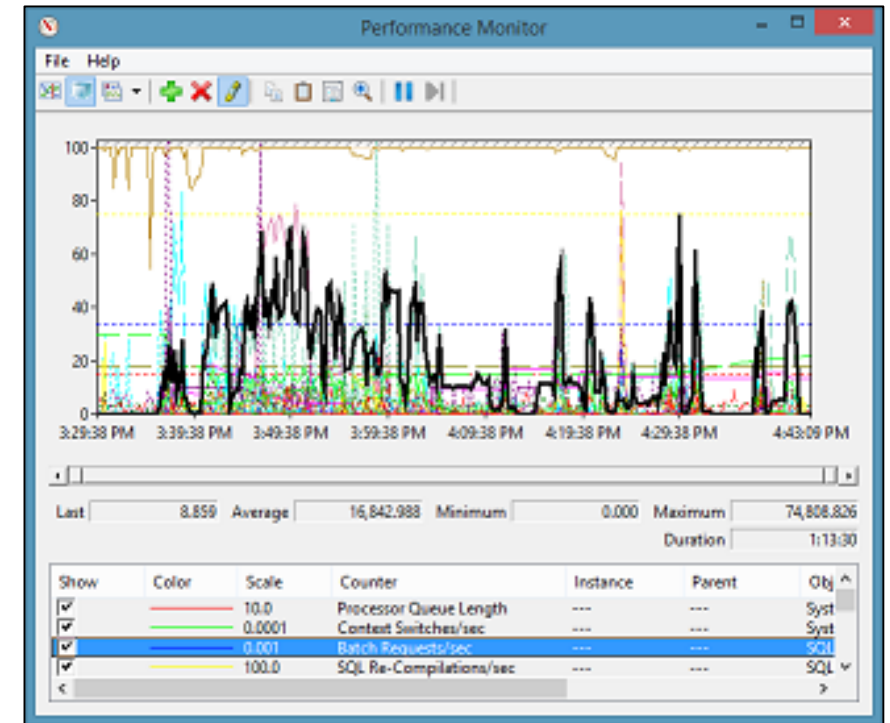 Performance Monitor
File Help
100
80
60
40
20
0
3:29:38 PM 3:39:38 PM 3:49:38 PM 3:59:38 PM 4:09:38 PM 4:19:38 PM 4:29:38 PM 4:43:09 PM
Last 8.859 Average 16,842.988 Minimum 0.000 Maximum 74,808.826
Duration 1:13:30
Show Color Scale Counter Instance Parent Obj
10.0 Processor Queue Length --- --- Syst
0.0001 Context Switches/sec --- --- Syst
0.001 Batch Requests/sec --- --- SQL
100.0 SQL Re-Compilations/sec --- --- SQL